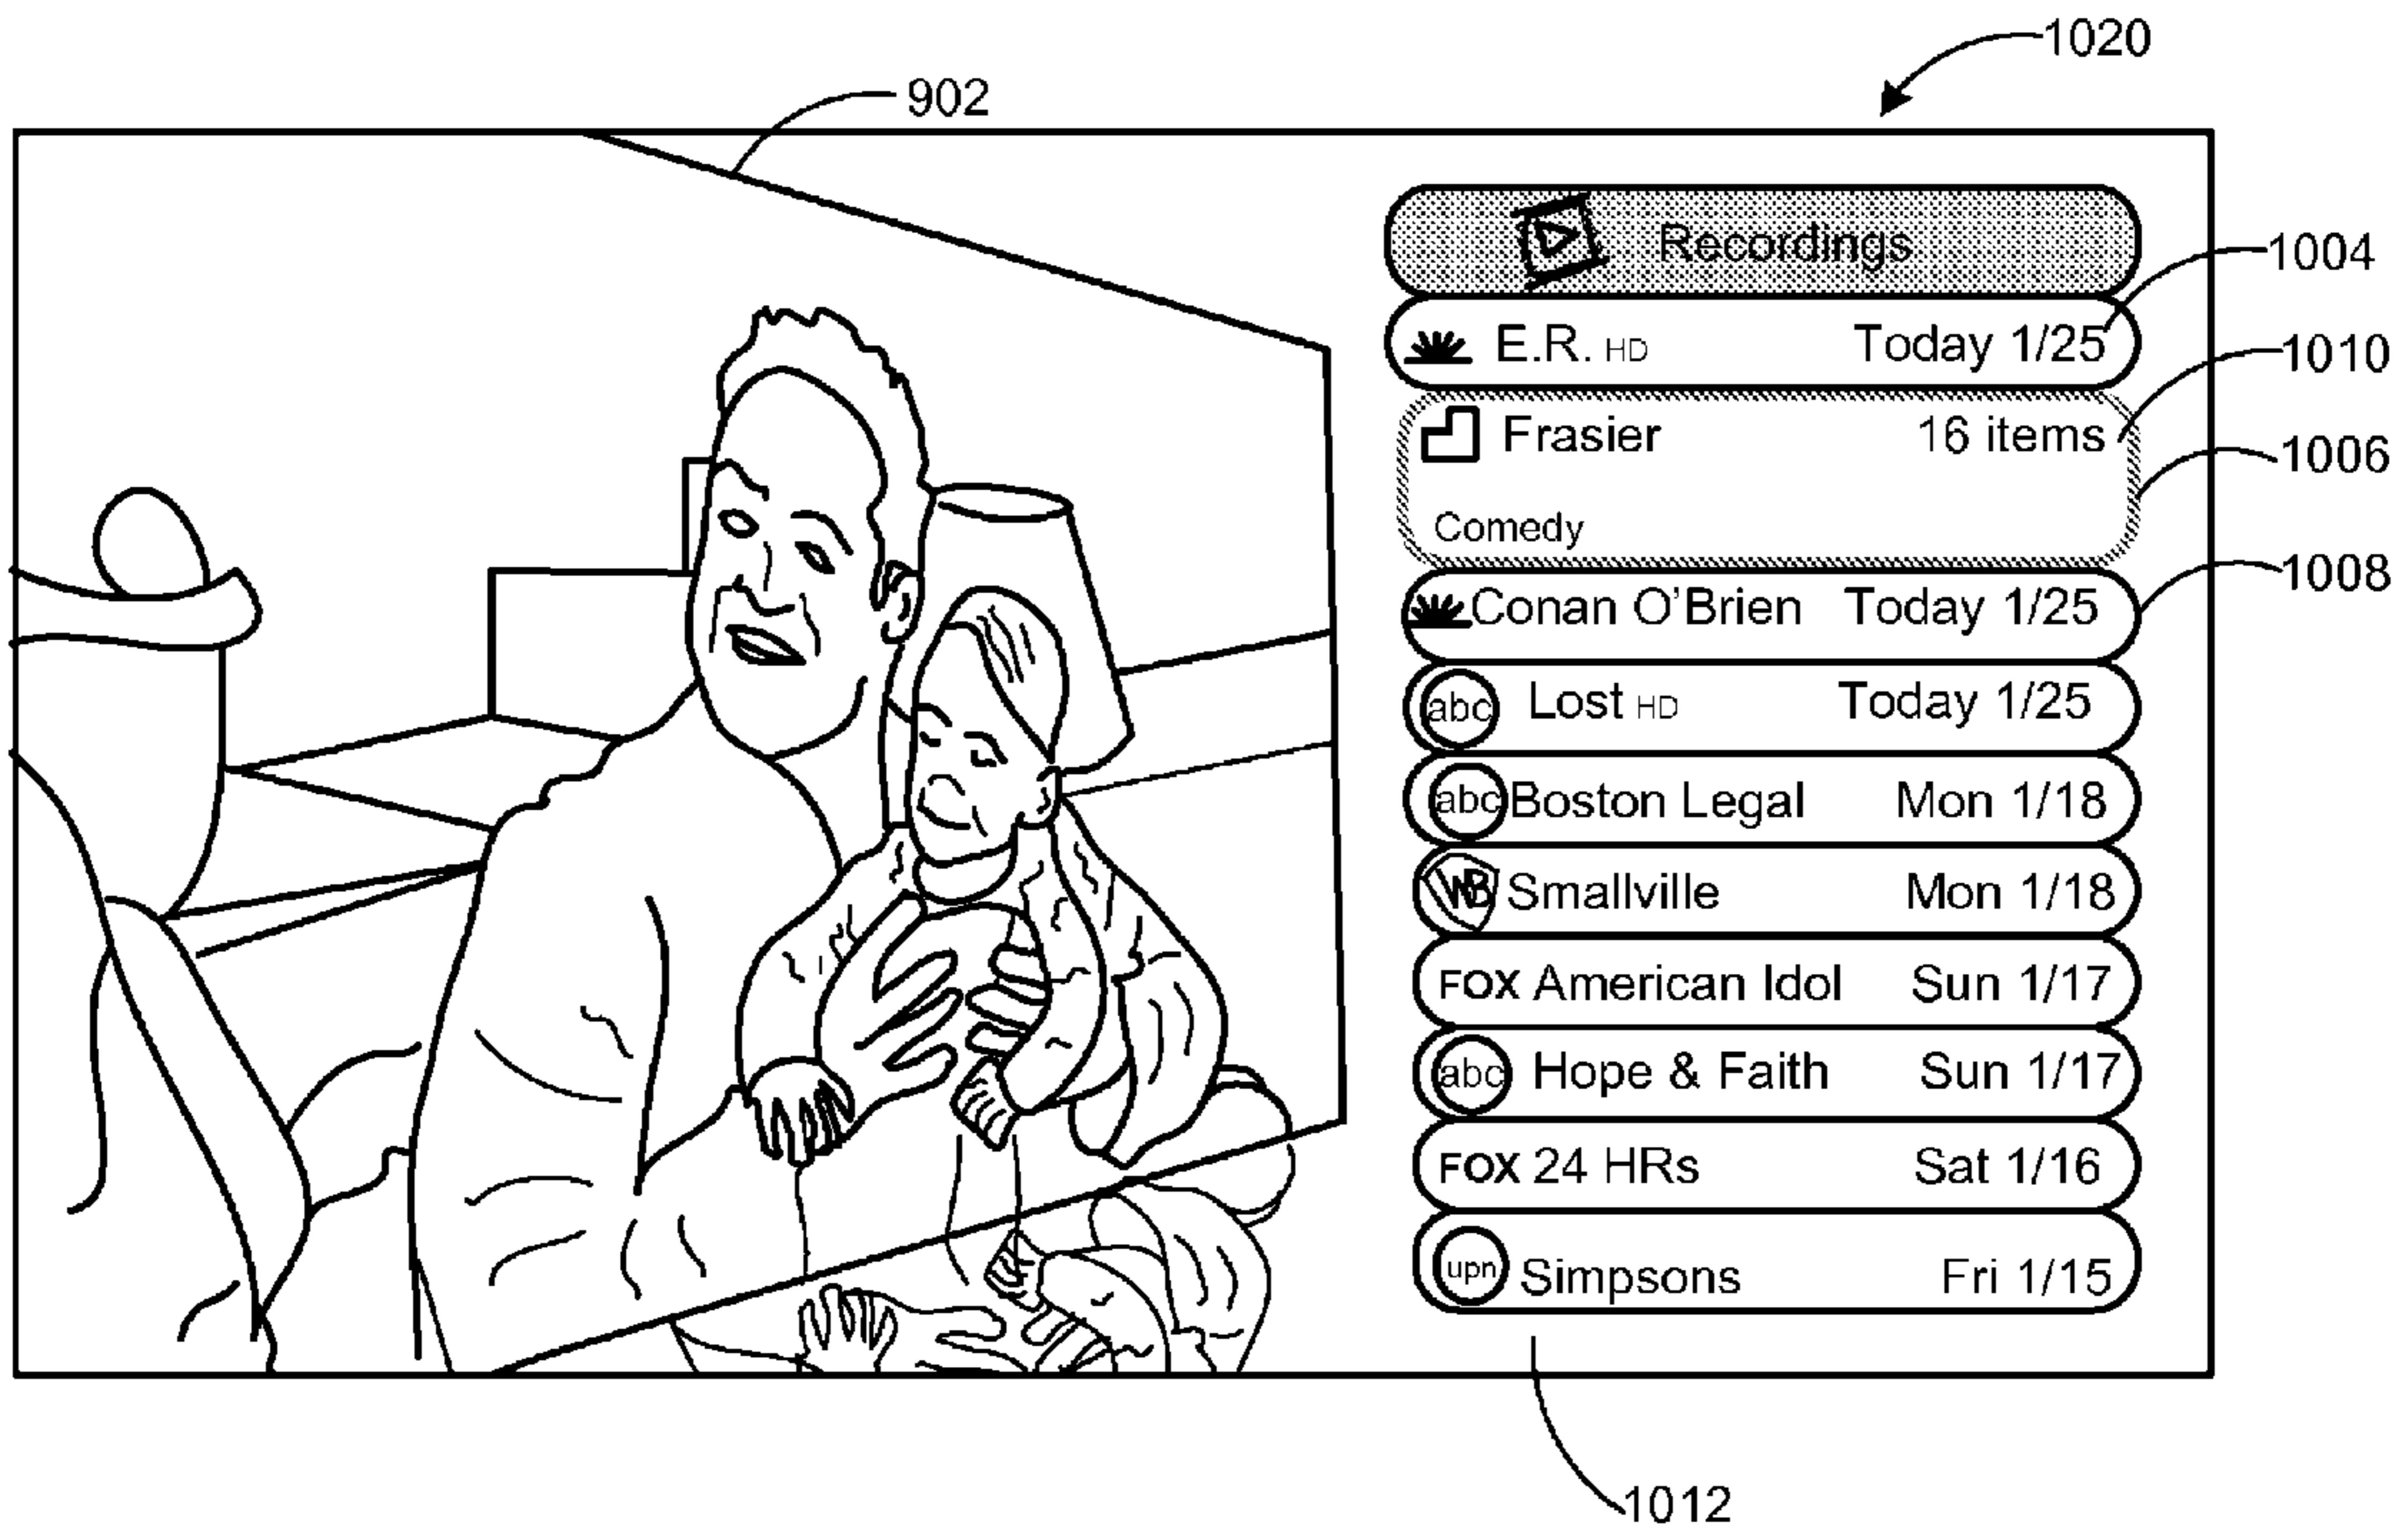 1020
902
Recordings
1004
E.R. HD Today 1/25
1010
Frasier 16 items
1006
Comedy
1008
Conan O'Brien Today 1/25
abc Lost HD Today 1/25
abc Boston Legal Mon 1/18
WB Smallville Mon 1/18
FOX American Idol Sun 1/17
abc Hope & Faith Sun 1/17
FOX 24 HRs Sat 1/16
upn Simpsons Fri 1/15
1012